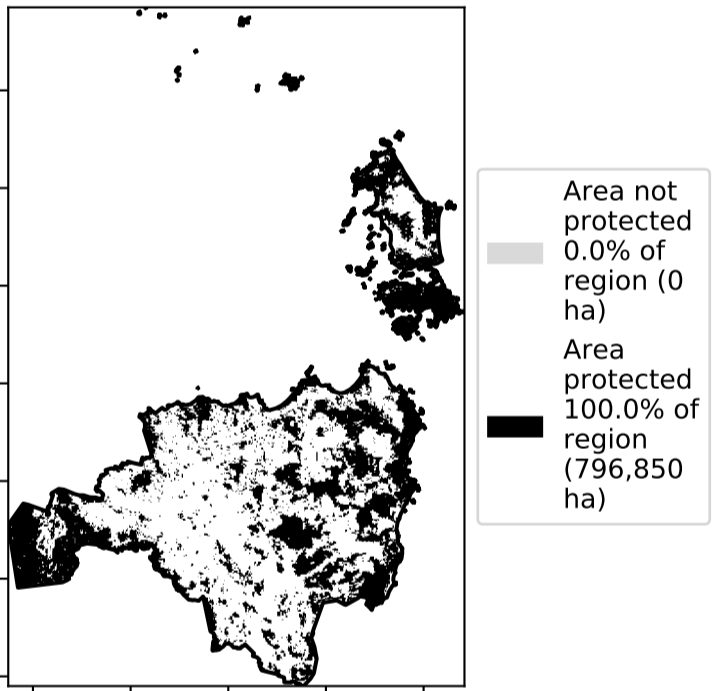 Area not
protected
0.0% of
region (0
ha)
Area
protected
100.0% of
region
(796,850
ha)